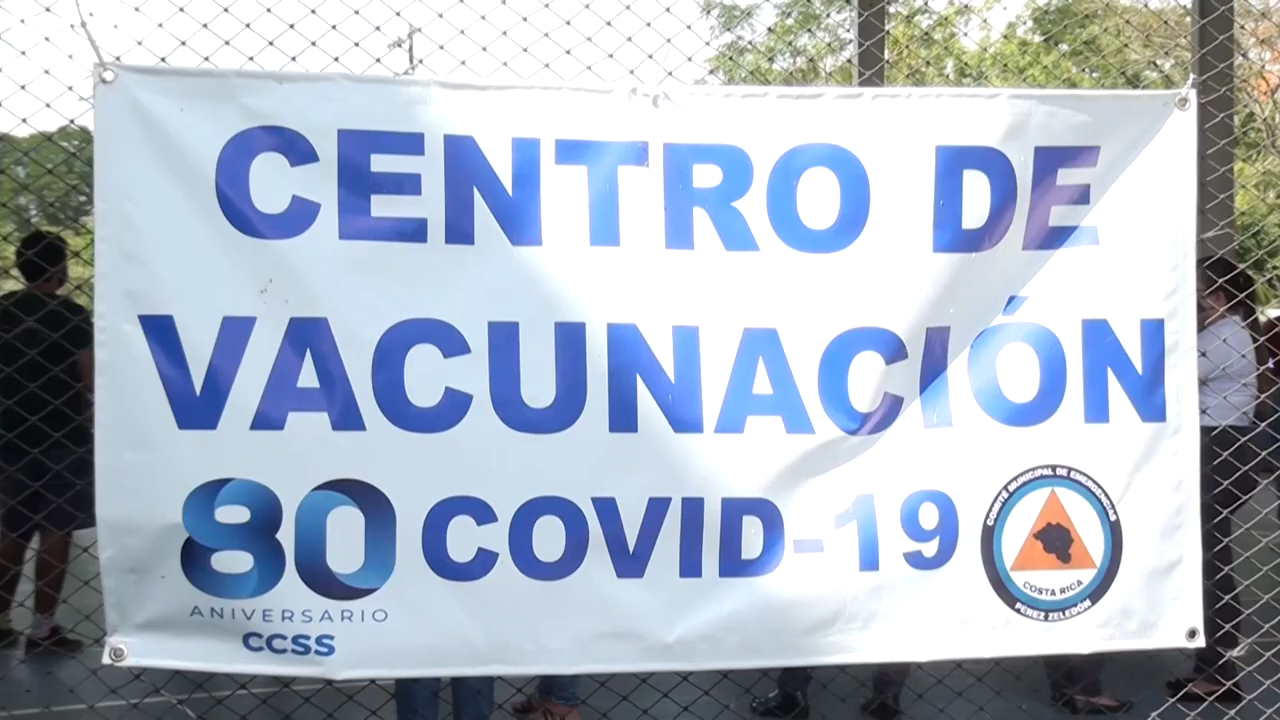 CENTRO DE
VACUNACIÓN
80 COVID-19
ANIVERSARIO
CCSS
COMITÉ MUNICIPAL DE EMERGENCIAS
COSTA RICA
PÉREZ ZELEDÓN